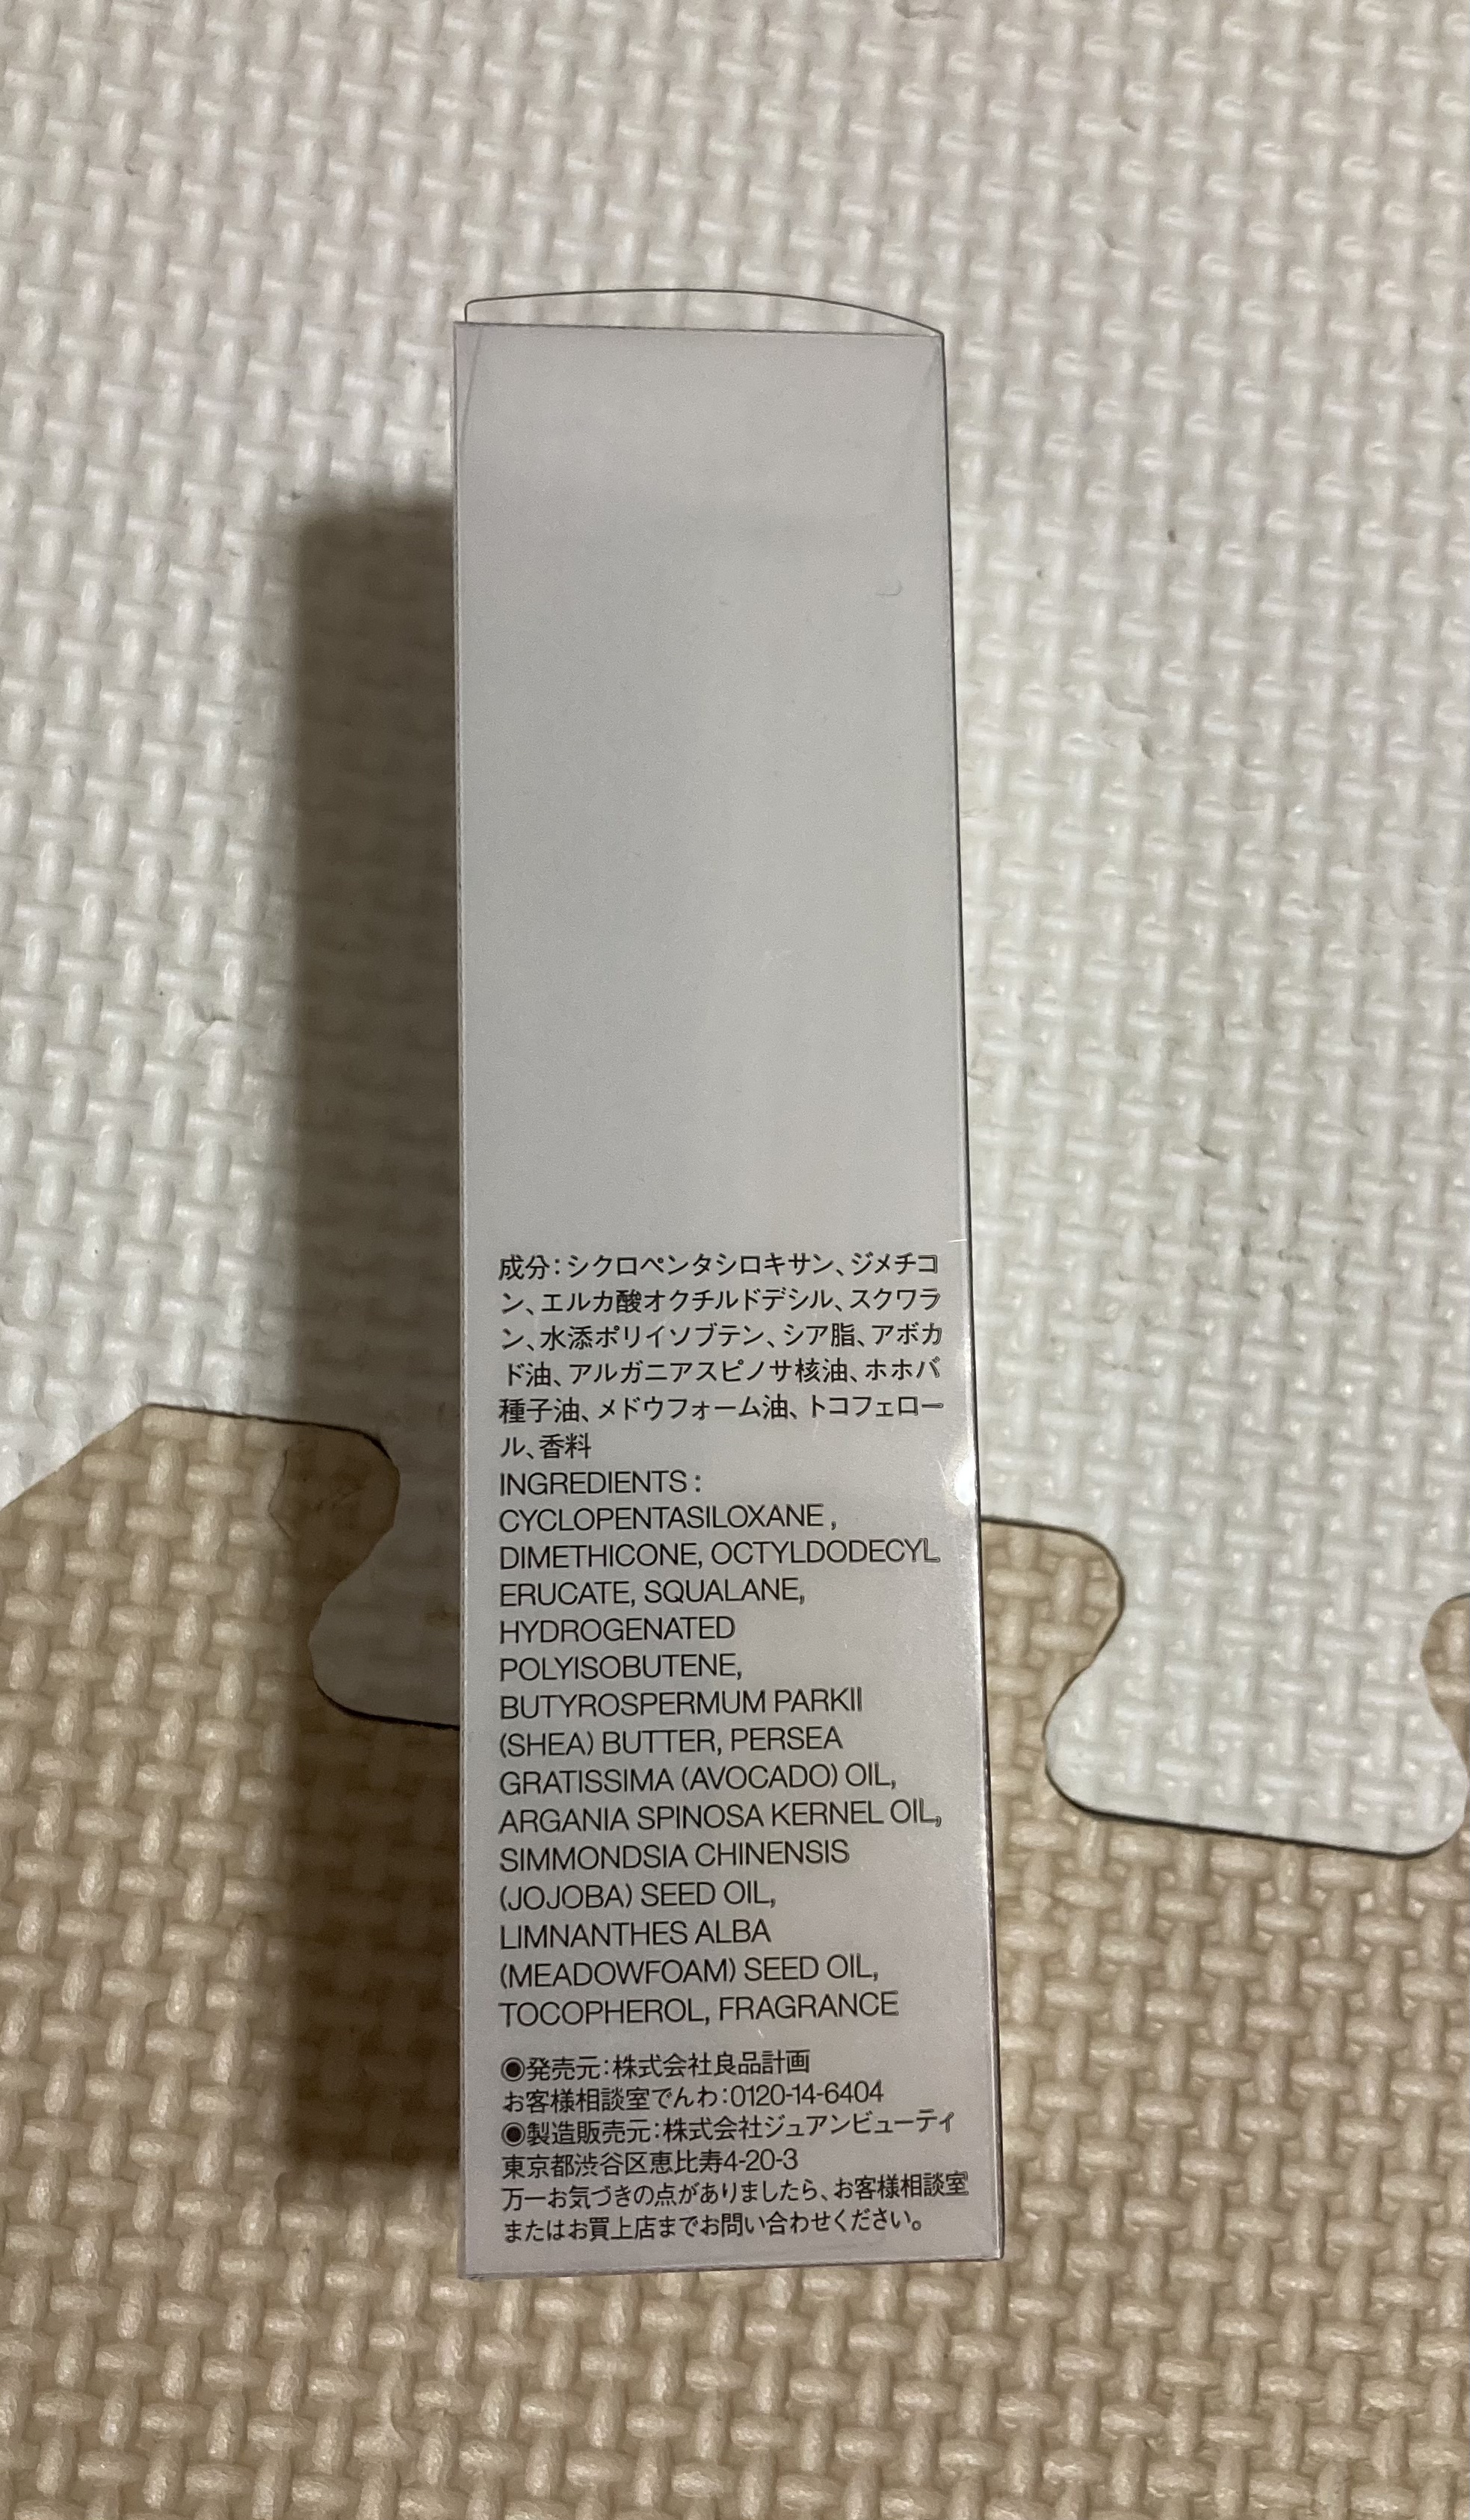 成分：シクロペンタシロキサン、ジメチコ
ン、エルカ酸オクチルドデシル、スクワラ
ン、水添ポリイソブテン、シア脂、アボカ
ド油、アルガニアスピノサ核油、ホホバ
種子油、メドウフォーム油、トコフェロー
ル、香料
INGREDIENTS :
CYCLOPENTASILOXANE ,
DIMETHICONE, OCTYLDODECYL
ERUCATE, SQUALANE,
HYDROGENATED
POLYISOBUTENE,
BUTYROSPERMUM PARKII
(SHEA) BUTTER, PERSEA
GRATISSIMA (AVOCADO) OIL,
ARGANIA SPINOSA KERNEL OIL,
SIMMONDSIA CHINENSIS
(JOJOBA) SEED OIL,
LIMNANTHES ALBA
(MEADOWFOAM) SEED OIL,
TOCOPHEROL, FRAGRANCE
◉発売元：株式会社良品計画
お客様相談室でんわ：0120-14-6404
◉製造販売元：株式会社ジュアンビューティ
東京都渋谷区恵比寿4-20-3
万一お気づきの点がありましたら、お客様相談室
またはお買上店までお問い合わせください。